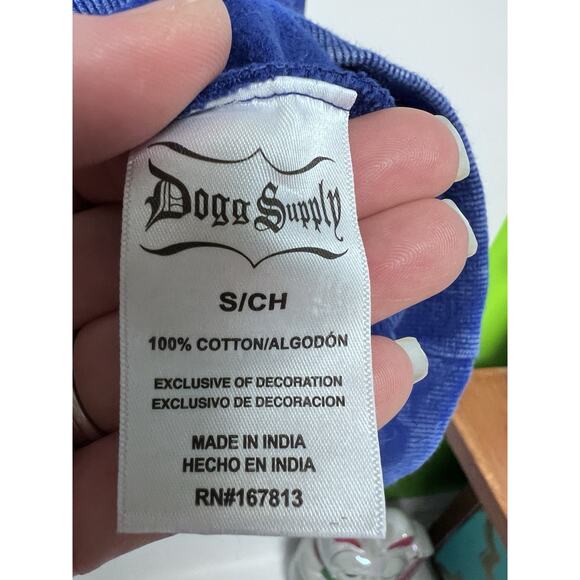 Dogg Supply
S/CH
100% COTTON/ALGODÓN
EXCLUSIVE OF DECORATION
EXCLUSIVO DE DECORACION
MADE IN INDIA
HECHO EN INDIA
RN#167813